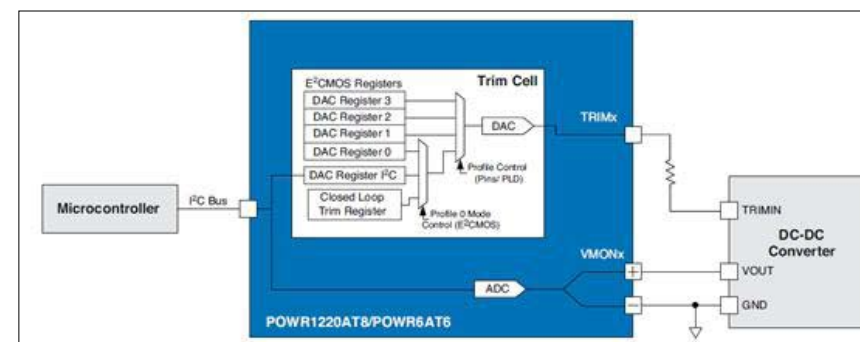 Trim Cell
E²CMOS Registers
DAC Register 3
DAC Register 2
DAC Register 1
DAC Register 0
DAC Register I²C
Closed Loop
Trim Register
DAC
Profile Control
(Pins/ PLD)
Profile 0 Mode
Control (E²CMOS)
TRIMx
Microcontroller
I²C Bus
TRIMIN
DC-DC
Converter
VMONx
+
VOUT
ADC
–
GND
POWR1220AT8/POWR6AT6